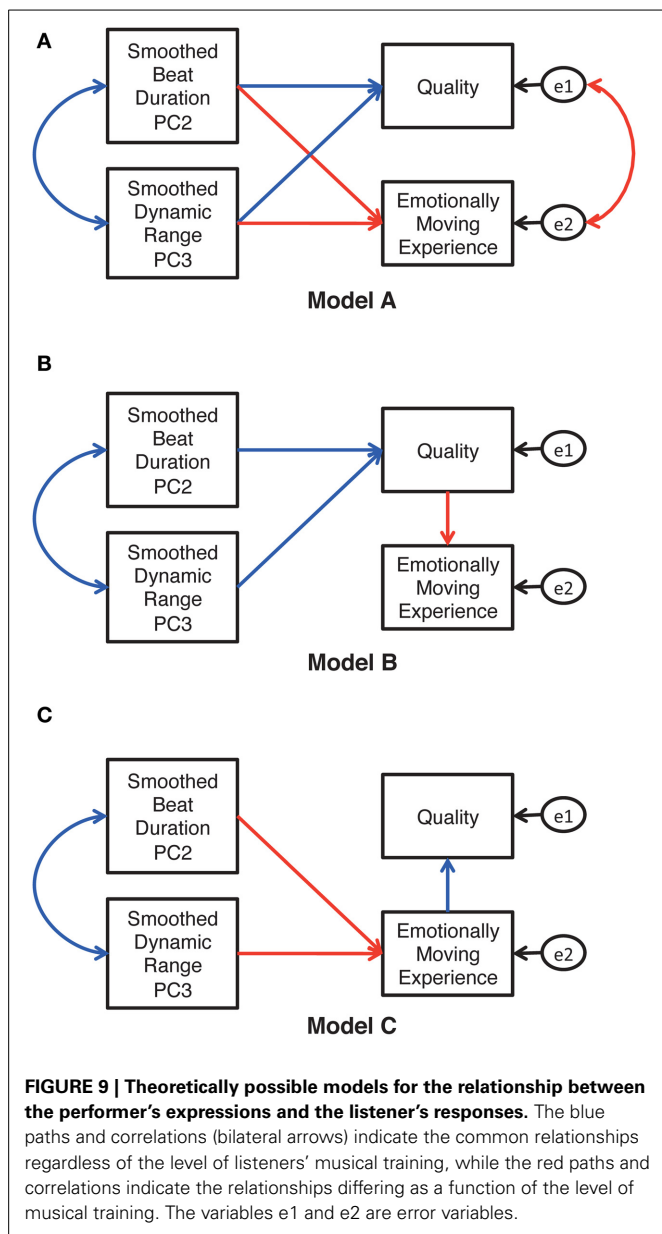 A
Smoothed
Beat
Duration
PC2
Quality
e1
Smoothed
Dynamic
Range
PC3
Emotionally
Moving
Experience
e2
Model A
B
Smoothed
Beat
Duration
PC2
Quality
e1
Smoothed
Dynamic
Range
PC3
Emotionally
Moving
Experience
e2
Model B
C
Smoothed
Beat
Duration
PC2
Quality
e1
Smoothed
Dynamic
Range
PC3
Emotionally
Moving
Experience
e2
Model C
FIGURE 9 | Theoretically possible models for the relationship between
the performer's expressions and the listener's responses. The blue
paths and correlations (bilateral arrows) indicate the common relationships
regardless of the level of listeners' musical training, while the red paths and
correlations indicate the relationships differing as a function of the level of
musical training. The variables e1 and e2 are error variables.